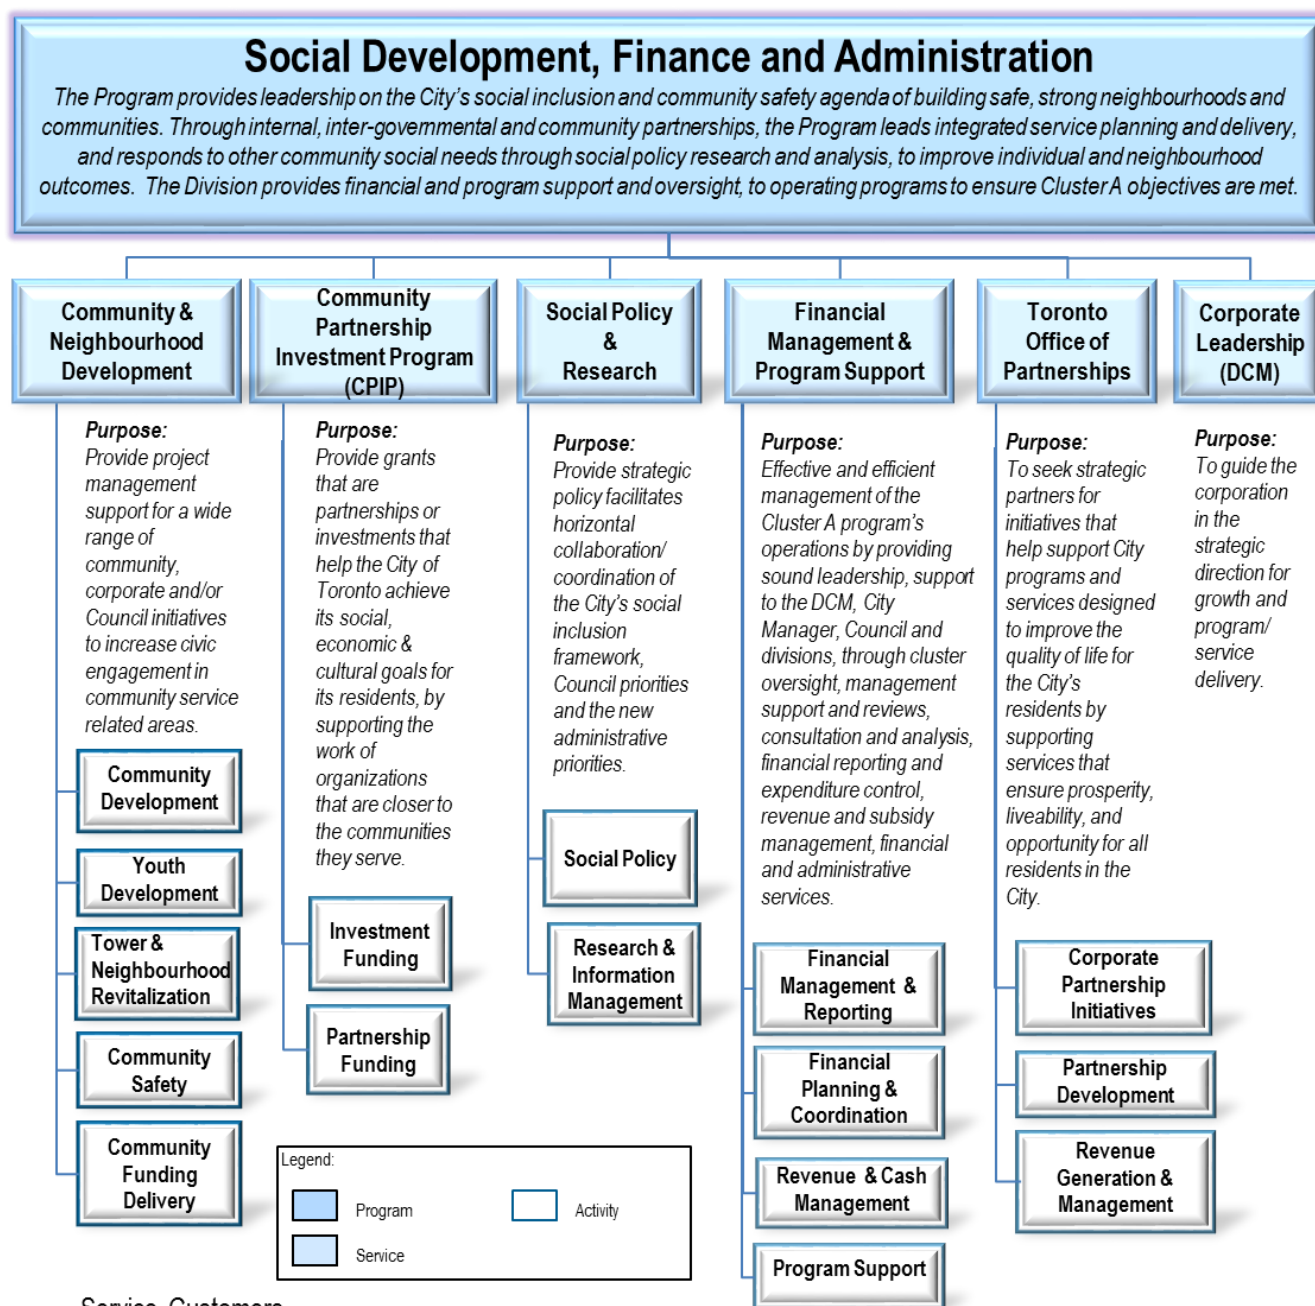 Social Development, Finance and Administration
The Program provides leadership on the City's social inclusion and community safety agenda of building safe, strong neighbourhoods and
communities. Through internal, inter-governmental and community partnerships, the Program leads integrated service planning and delivery,
and responds to other community social needs through social policy research and analysis, to improve individual and neighbourhood
outcomes. The Division provides financial and program support and oversight, to operating programs to ensure Cluster A objectives are met.
Community &
Neighbourhood
Development
Purpose:
Provide project
management
support for a wide
range of
community,
corporate and/or
Council initiatives
to increase civic
engagement in
community service
related areas.
Community
Development
Youth
Development
Tower &
Neighbourhood
Revitalization
Community
Safety
Community
Funding
Delivery
Community
Partnership
Investment Program
(CPIP)
Purpose:
Provide grants
that are
partnerships or
investments that
help the City of
Toronto achieve
its social,
economic &
cultural goals for
its residents, by
supporting the
work of
organizations
that are closer to
the communities
they serve.
Investment
Funding
Partnership
Funding
Social Policy
&
Research
Purpose:
Provide strategic
policy facilitates
horizontal
collaboration/
coordination of
the City's social
inclusion
framework,
Council priorities
and the new
administrative
priorities.
Social Policy
Research &
Information
Management
Financial
Management &
Program Support
Purpose:
Effective and efficient
management of the
Cluster A program's
operations by providing
sound leadership, support
to the DCM, City
Manager, Council and
divisions, through cluster
oversight, management
support and reviews,
consultation and analysis,
financial reporting and
expenditure control,
revenue and subsidy
management, financial
and administrative
services.
Financial
Management &
Reporting
Financial
Planning &
Coordination
Revenue & Cash
Management
Program Support
Toronto
Office of
Partnerships
Purpose:
To seek strategic
partners for
initiatives that
help support City
programs and
services designed
to improve the
quality of life for
the City's
residents by
supporting
services that
ensure prosperity,
liveability, and
opportunity for all
residents in the
City.
Corporate
Partnership
Initiatives
Partnership
Development
Revenue
Generation &
Management
Corporate
Leadership
(DCM)
Purpose:
To guide the
corporation
in the
strategic
direction for
growth and
program/
service
delivery.
Legend:
Program
Activity
Service
Service Customers